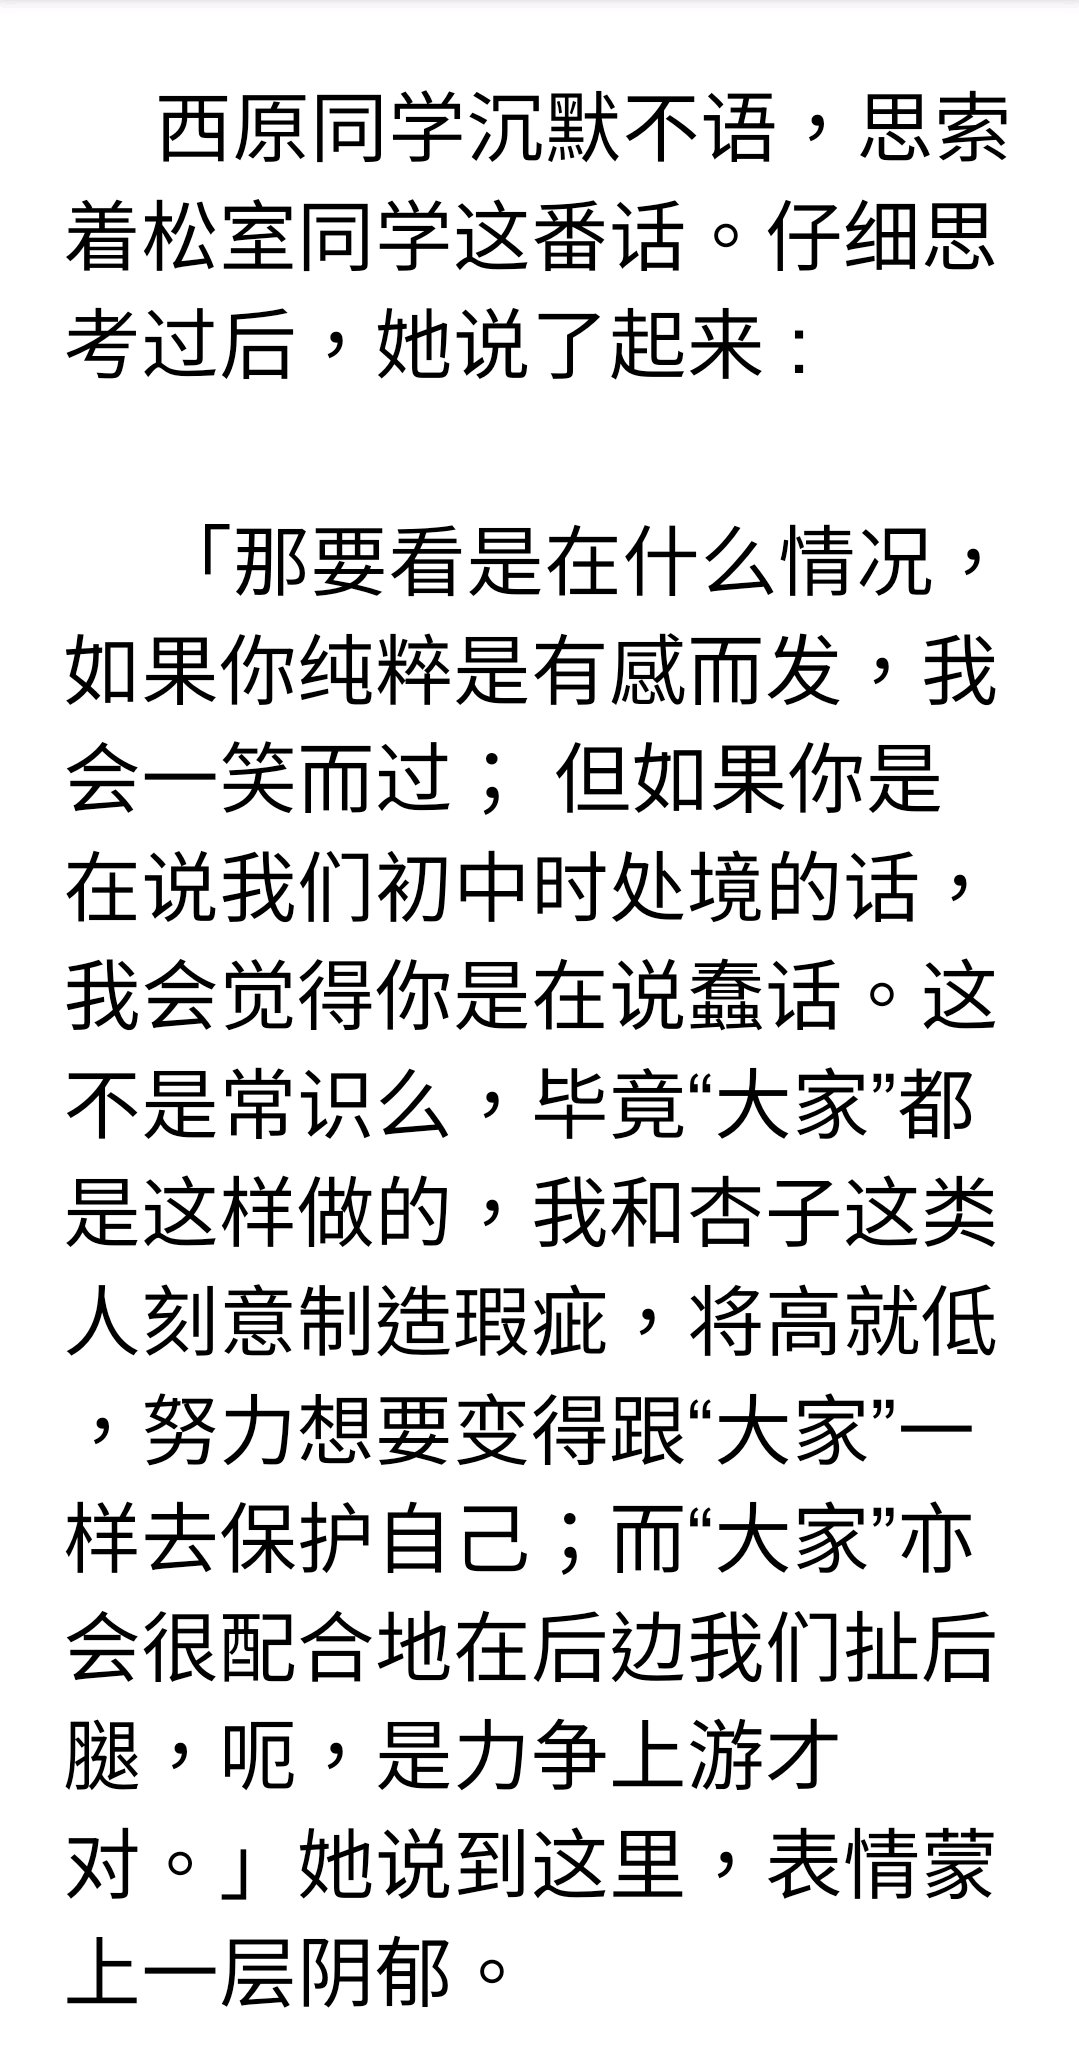 西原同学沉默不语，思索
着松室同学这番话。仔细思
考过后，她说了起来：
「那要看是在什么情况，
如果你纯粹是有感而发，我
会一笑而过； 但如果你是
在说我们初中时处境的话，
我会觉得你是在说蠢话。这
不是常识么，毕竟“大家”都
是这样做的，我和杏子这类
人刻意制造瑕疵，将高就低
，努力想要变得跟“大家”一
样去保护自己；而“大家”亦
会很配合地在后边我们扯后
腿，呃，是力争上游才
对。」她说到这里，表情蒙
上一层阴郁。